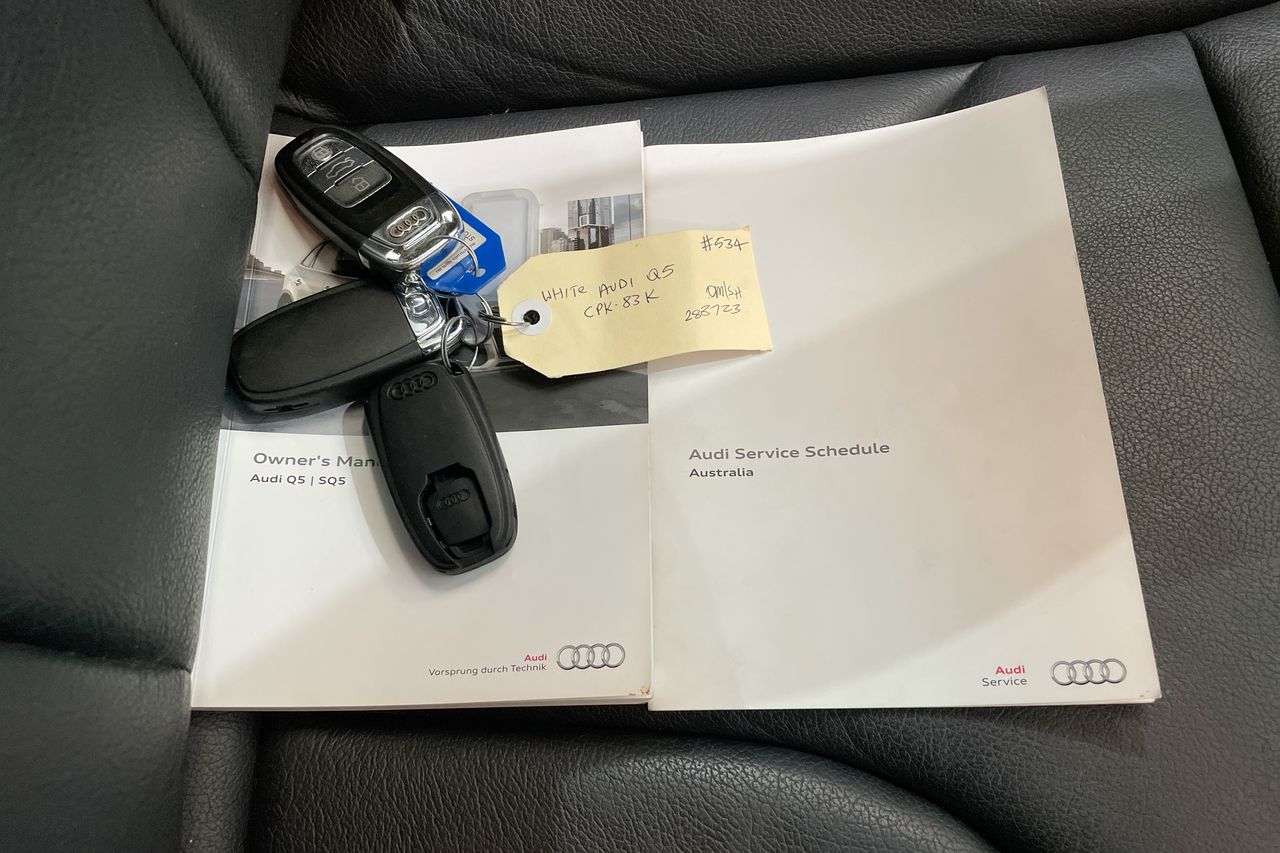 #534
WHITE AUDI Q5
CPK·83K
OM/SH
283723
Owner's Man
Audi Q5 | SQ5
Audi
Vorsprung durch Technik
Audi Service Schedule
Australia
Audi
Service